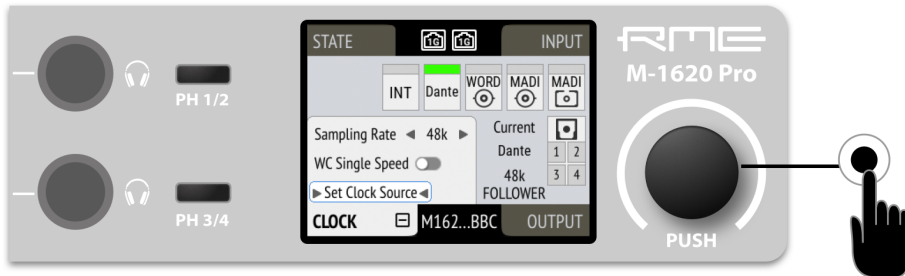 STATE 1G 1G INPUT
RME
M-1620 Pro
INT Dante WORD MADI MADI
PH 1/2
Sampling Rate 48k
Current
Dante 1 2
WC Single Speed
48k 3 4
Set Clock Source
FOLLOWER
PH 3/4
CLOCK M162...BBC OUTPUT
PUSH